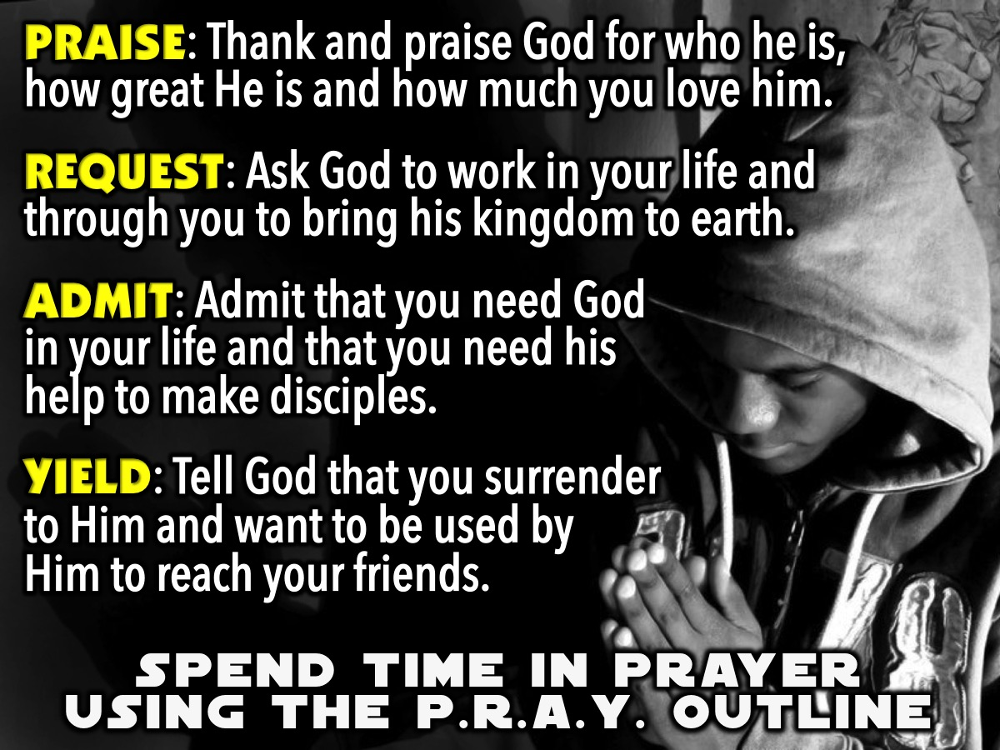 PRAISE: Thank and praise God for who he is,
how great He is and how much you love him.
REQUEST: Ask God to work in your life and
through you to bring his kingdom to earth.
ADMIT: Admit that you need God
in your life and that you need his
help to make disciples.
YIELD: Tell God that you surrender
to Him and want to be used by
Him to reach your friends.
SPEND TIME IN PRAYER
USING THE P.R.A.Y. OUTLINE